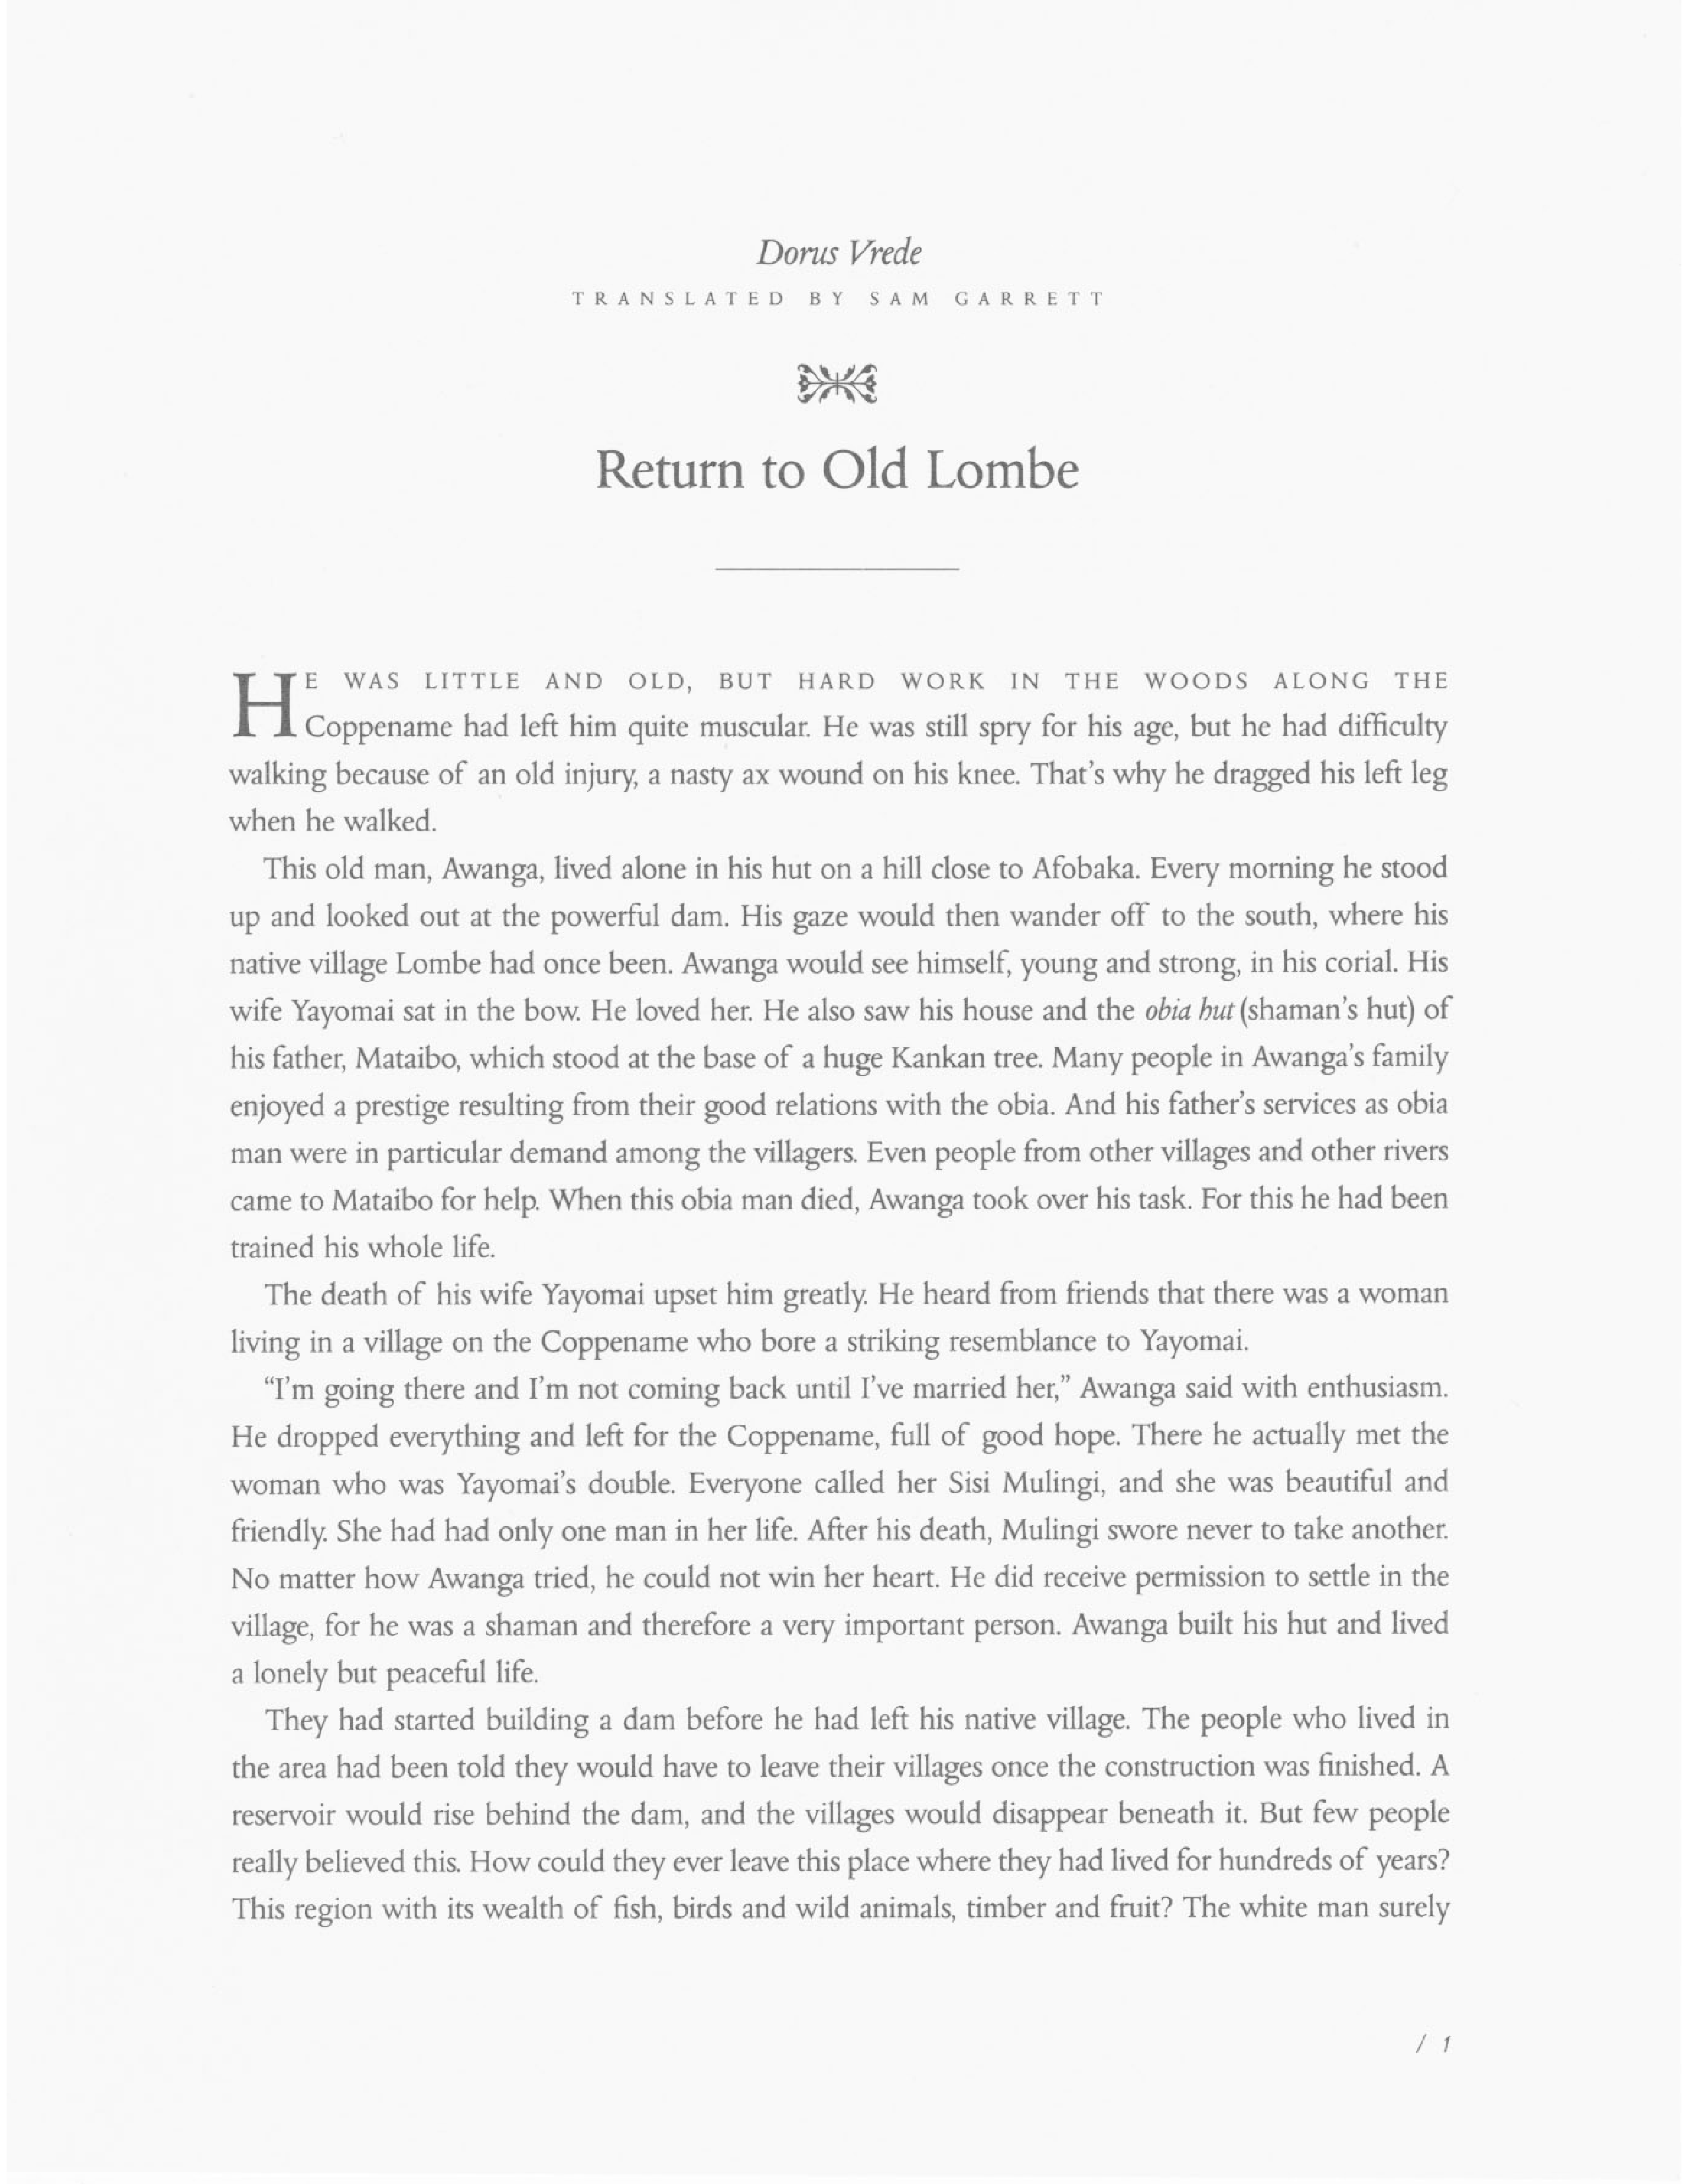 Dorus Vrede
TRANSLATED BY SAM GARRETT
Return to Old Lombe
HE WAS LITTLE AND OLD, BUT HARD WORK IN THE WOODS ALONG THE
Coppename had left him quite muscular. He was still spry for his age, but he had difficulty
walking because of an old injury, a nasty ax wound on his knee. That's why he dragged his left leg
when he walked.
This old man, Awanga, lived alone in his hut on a hill close to Afobaka. Every morning he stood
up and looked out at the powerful dam. His gaze would then wander off to the south, where his
native village Lombe had once been. Awanga would see himself, young and strong, in his corial. His
wife Yayomai sat in the bow. He loved her. He also saw his house and the obia hut (shaman's hut) of
his father, Mataibo, which stood at the base of a huge Kankan tree. Many people in Awanga's family
enjoyed a prestige resulting from their good relations with the obia. And his father's services as obia
man were in particular demand among the villagers. Even people from other villages and other rivers
came to Mataibo for help. When this obia man died, Awanga took over his task. For this he had been
trained his whole life.
The death of his wife Yayomai upset him greatly. He heard from friends that there was a woman
living in a village on the Coppename who bore a striking resemblance to Yayomai.
"I'm going there and I'm not coming back until I've married her," Awanga said with enthusiasm.
He dropped everything and left for the Coppename, full of good hope. There he actually met the
woman who was Yayomai's double. Everyone called her Sisi Mulingi, and she was beautiful and
friendly. She had had only one man in her life. After his death, Mulingi swore never to take another.
No matter how Awanga tried, he could not win her heart. He did receive permission to settle in the
village, for he was a shaman and therefore a very important person. Awanga built his hut and lived
a lonely but peaceful life.
They had started building a dam before he had left his native village. The people who lived in
the area had been told they would have to leave their villages once the construction was finished. A
reservoir would rise behind the dam, and the villages would disappear beneath it. But few people
really believed this. How could they ever leave this place where they had lived for hundreds of years?
This region with its wealth of fish, birds and wild animals, timber and fruit? The white man surely
/ 1